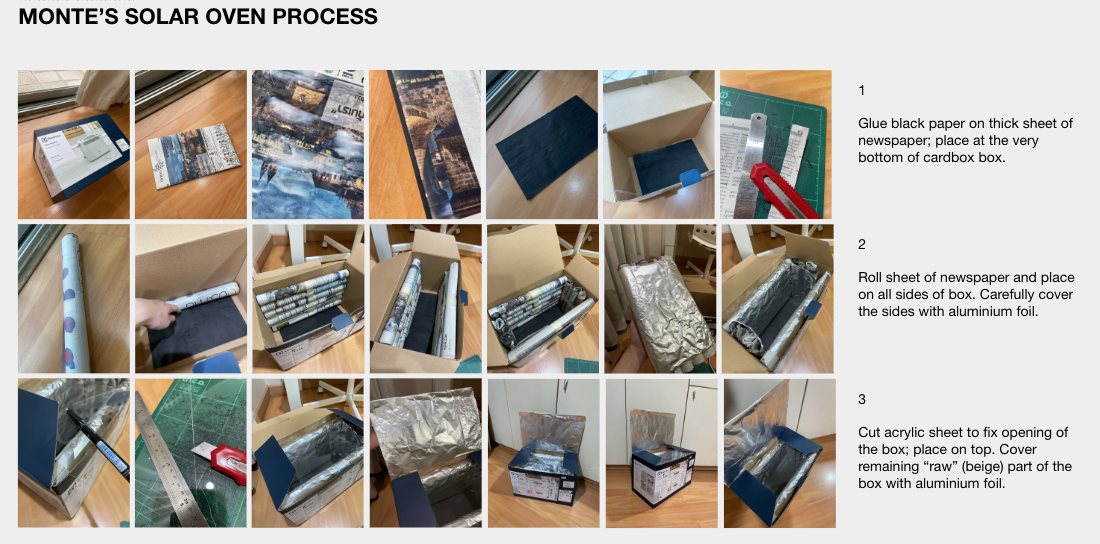 MONTE’S SOLAR OVEN PROCESS
1
Glue black paper on thick sheet of
newspaper; place at the very
bottom of cardbox box.
2
Roll sheet of newspaper and place
on all sides of box. Carefully cover
the sides with aluminium foil.
3
Cut acrylic sheet to fix opening of
the box; place on top. Cover
remaining “raw” (beige) part of the
box with aluminium foil.